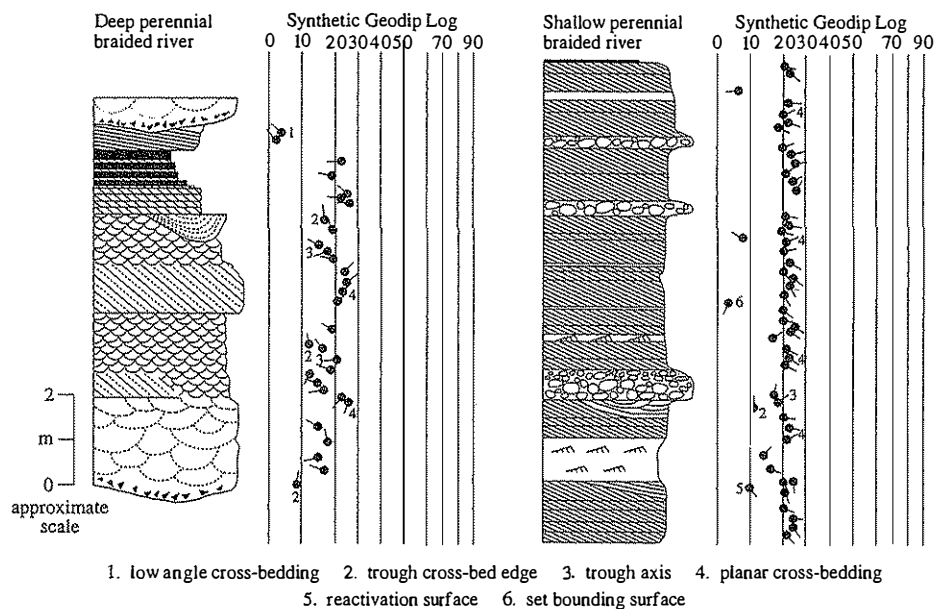 Deep perennial
braided river
Synthetic Geodip Log
0 10 20 30 40 50 70 90
1
2
3
4
2 3
4
2
2
m
0
approximate
scale
Shallow perennial
braided river
Synthetic Geodip Log
0 10 20 30 40 50 70 90
4
4
6
4
3
2
4
5
1. low angle cross-bedding 2. trough cross-bed edge 3. trough axis 4. planar cross-bedding
5. reactivation surface 6. set bounding surface